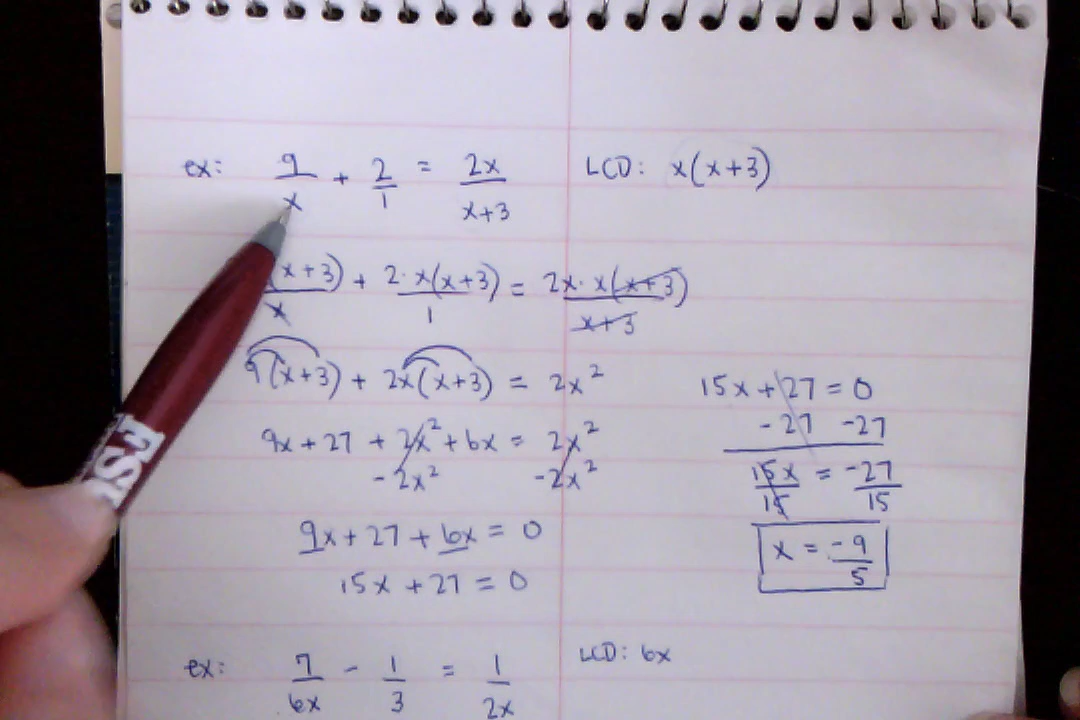 ex: 9/x + 2/1 = 2x/x+3
LCD: x(x+3)
(x+3)/x + 2·x(x+3)/1 = 2x·x(x+3)/x+3
9(x+3) + 2x(x+3) = 2x²
9x+27 + 2x² + 6x = 2x²
-2x² -2x²
9x+27+6x = 0
15x+27 = 0
15x+27 = 0
-27 -27
15x/15 = -27/15
x = -9/5
ex: 7/6x - 1/3 = 1/2x
LCD: 6x